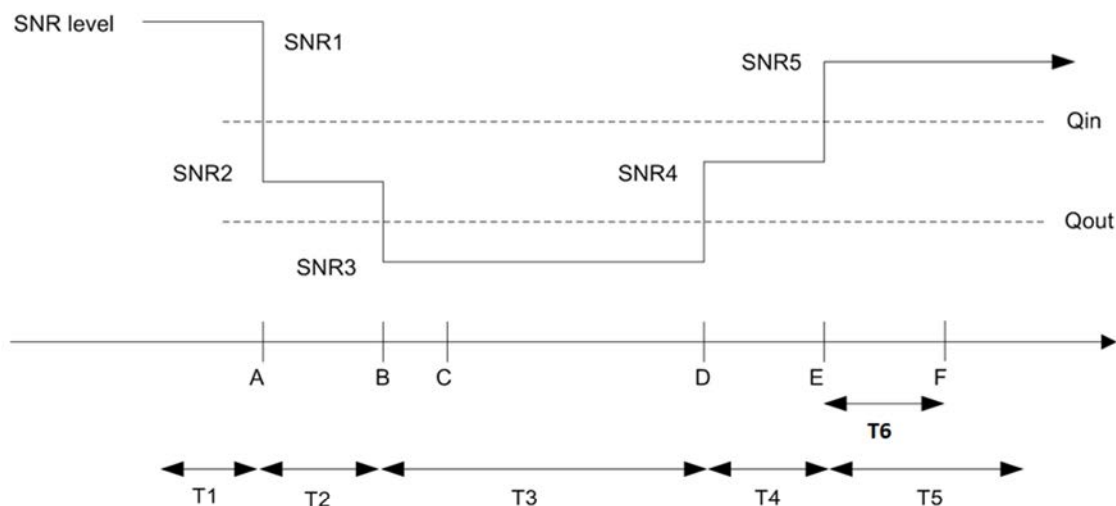 SNR level
SNR1
SNR5
Qin
SNR2
SNR4
Qout
SNR3
A B C D E F
T6
T1 T2 T3 T4 T5